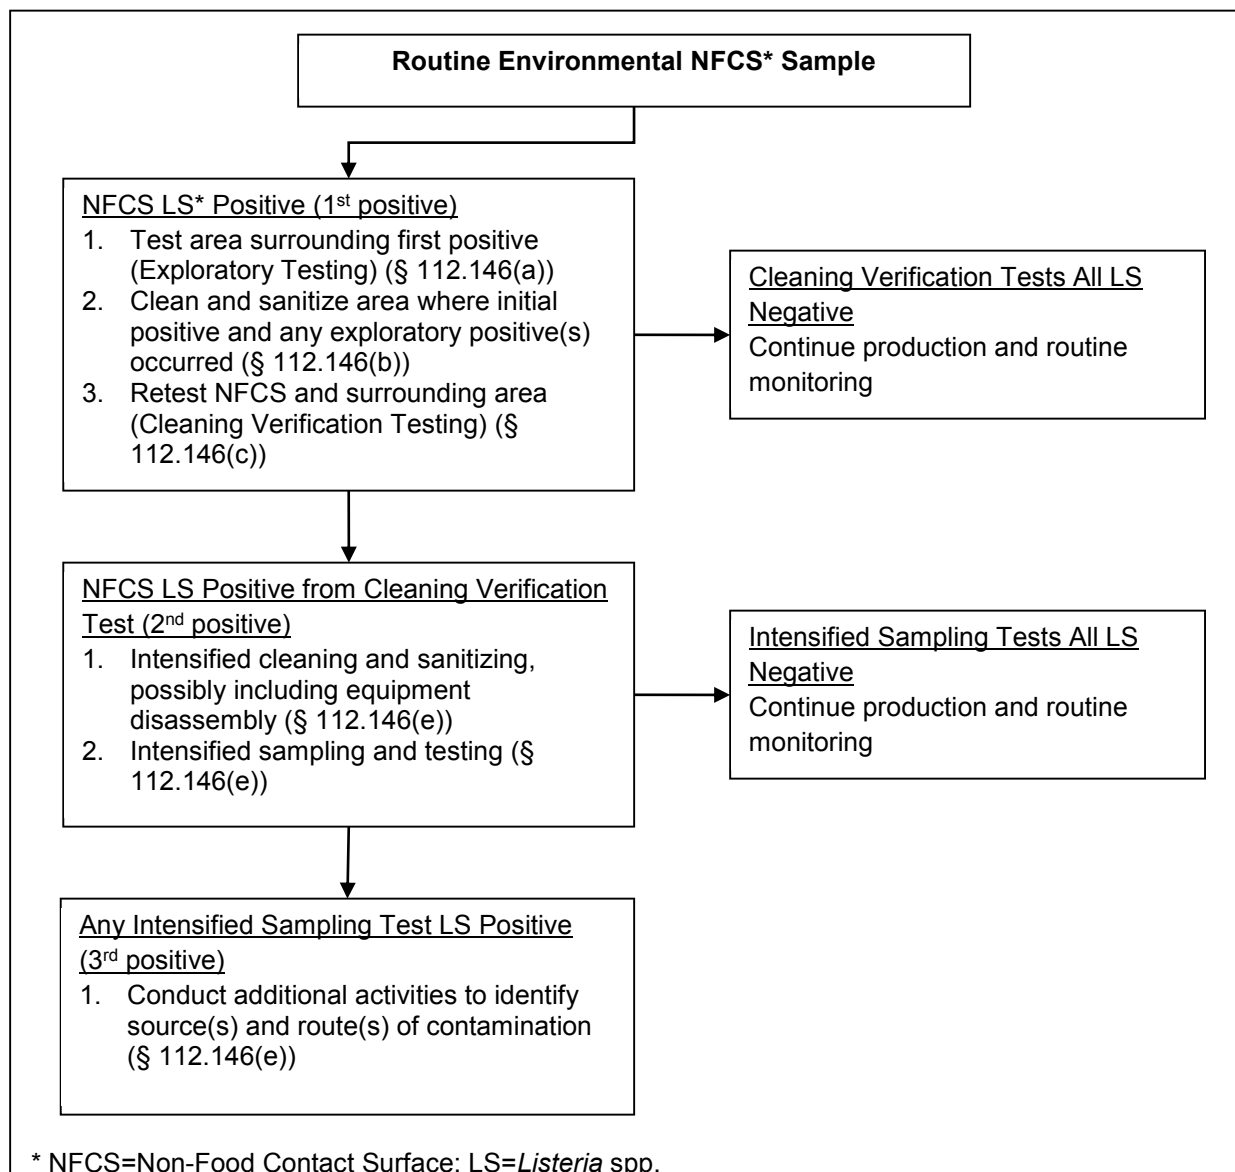 Routine Environmental NFCS* Sample
NFCS LS* Positive (1st positive)
1. Test area surrounding first positive
(Exploratory Testing) (§ 112.146(a))
2. Clean and sanitize area where initial
positive and any exploratory positive(s)
occurred (§ 112.146(b))
3. Retest NFCS and surrounding area
(Cleaning Verification Testing) (§
112.146(c))
Cleaning Verification Tests All LS
Negative
Continue production and routine
monitoring
NFCS LS Positive from Cleaning Verification
Test (2nd positive)
1. Intensified cleaning and sanitizing,
possibly including equipment
disassembly (§ 112.146(e))
2. Intensified sampling and testing (§
112.146(e))
Intensified Sampling Tests All LS
Negative
Continue production and routine
monitoring
Any Intensified Sampling Test LS Positive
(3rd positive)
1. Conduct additional activities to identify
source(s) and route(s) of contamination
(§ 112.146(e))
* NFCS=Non-Food Contact Surface; LS=Listeria spp.